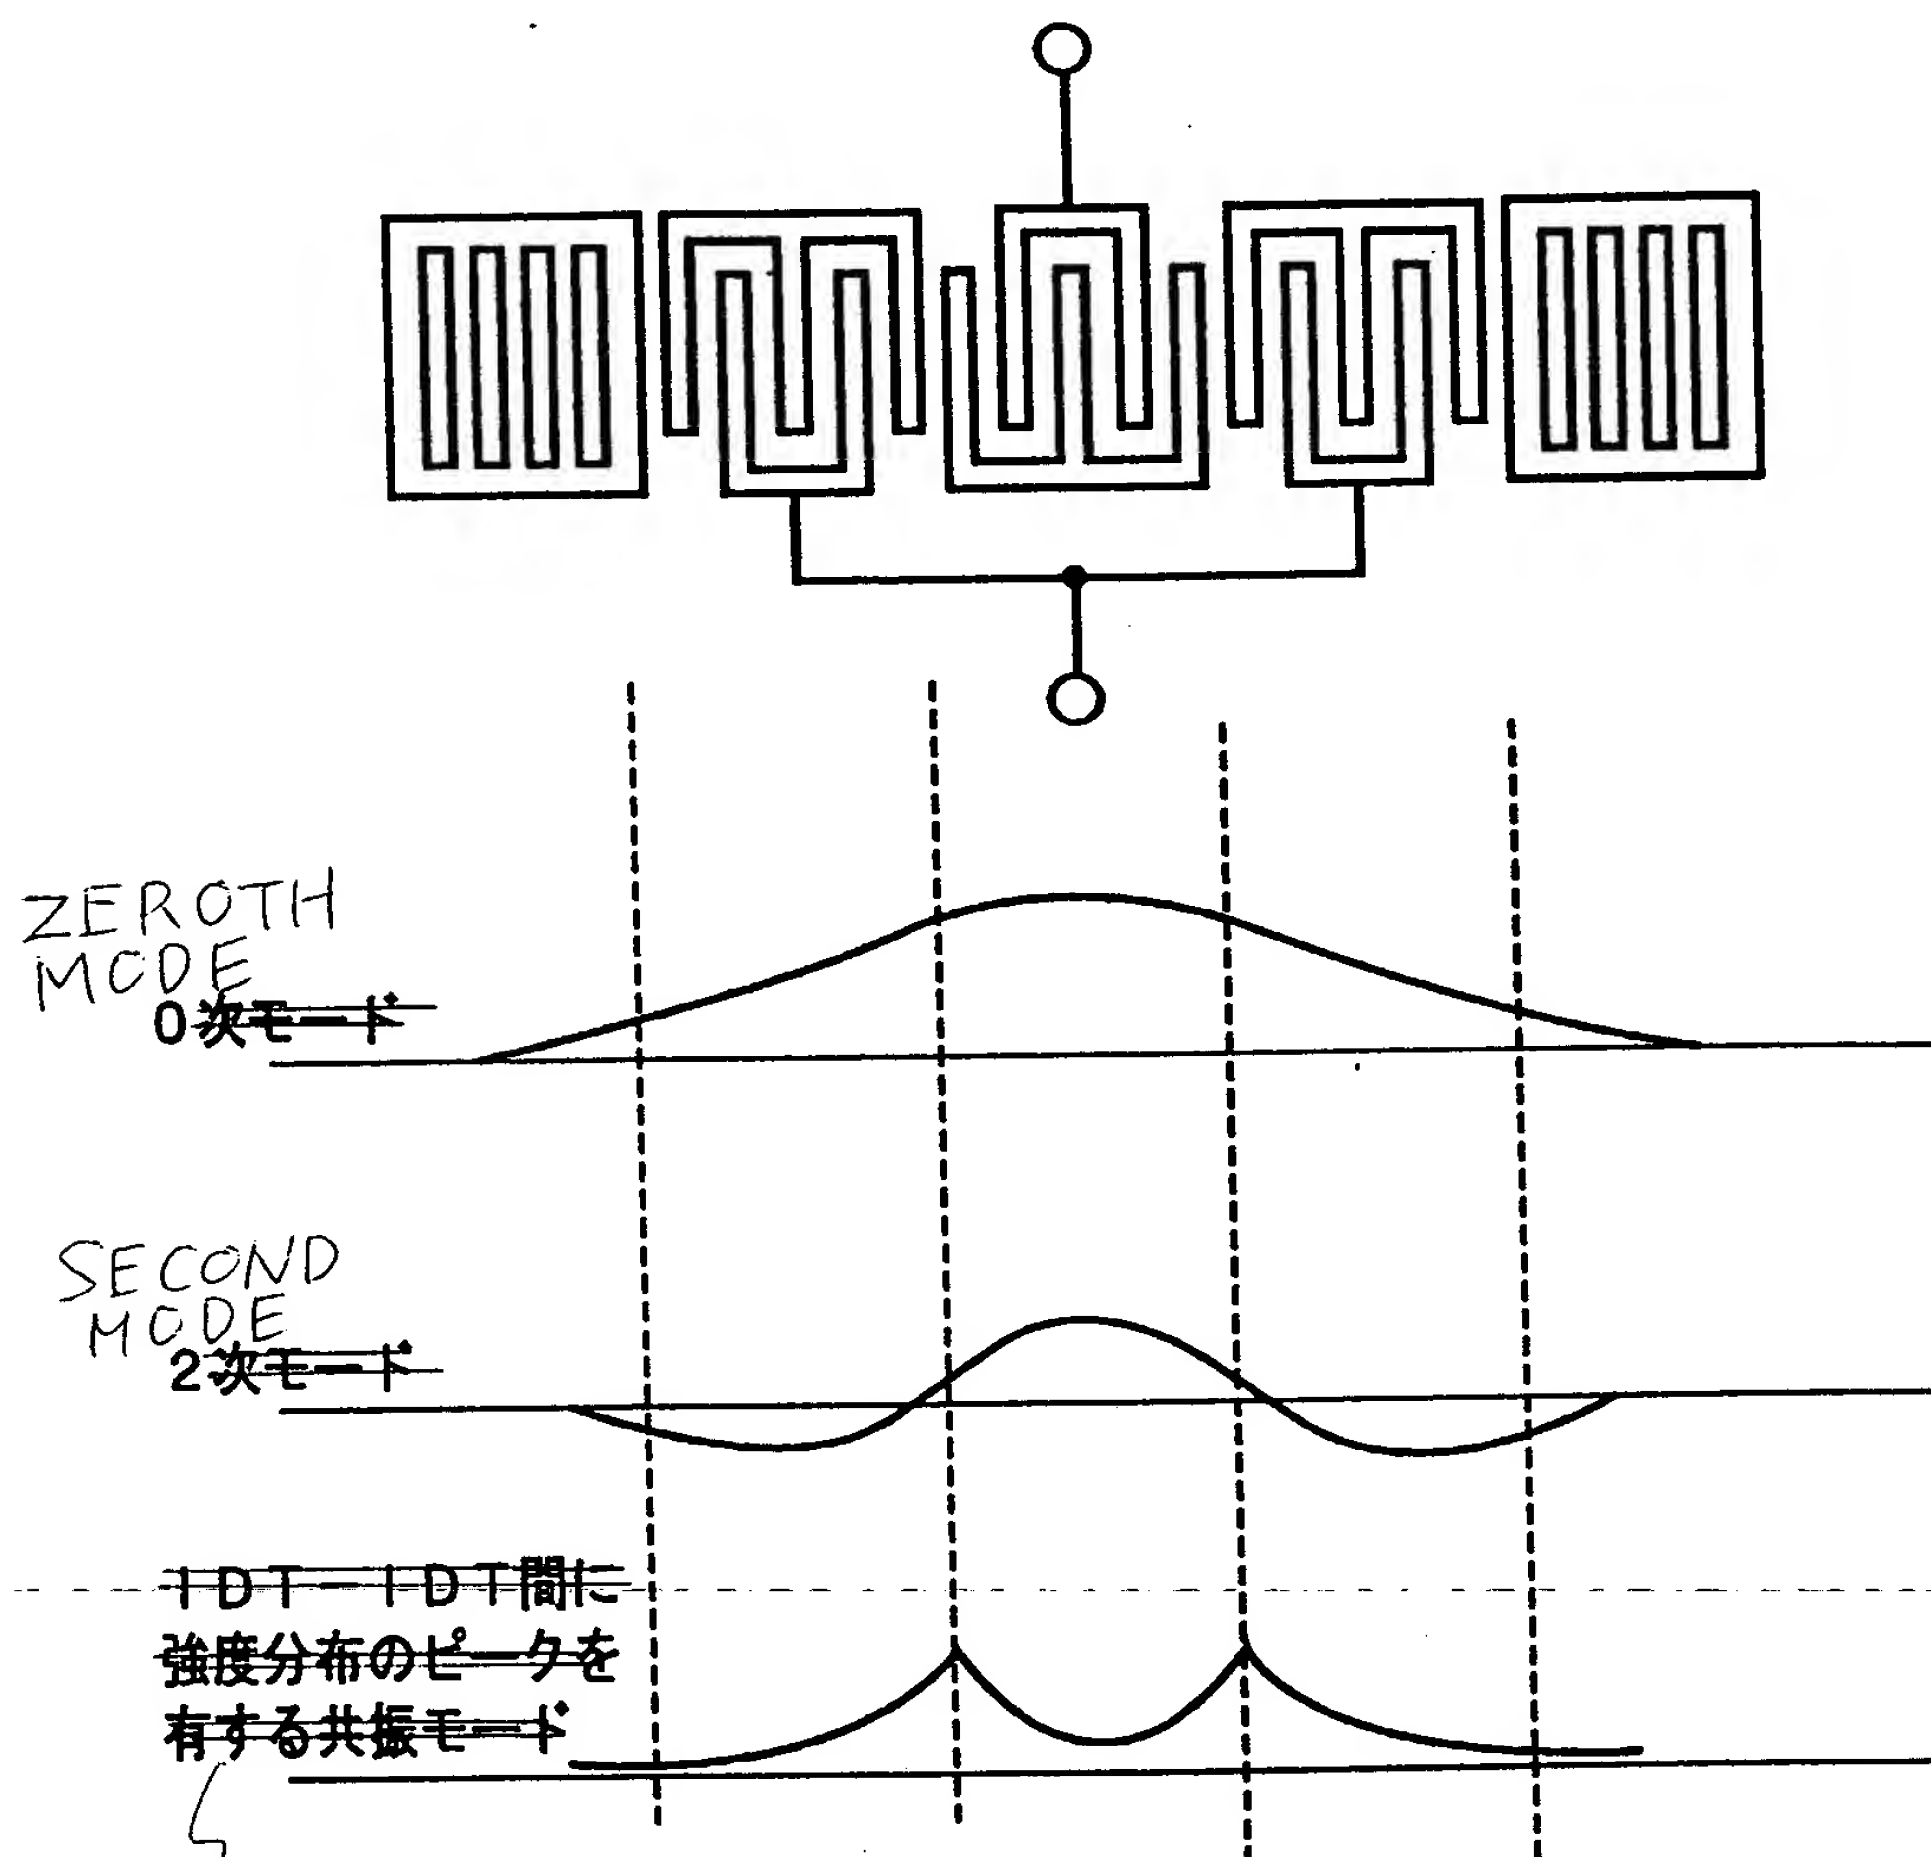 ZEROTH
MODE
0次モード
SECOND
MODE
2次モード
IDT－IDT間に
強度分布のピークを
有する共振モード